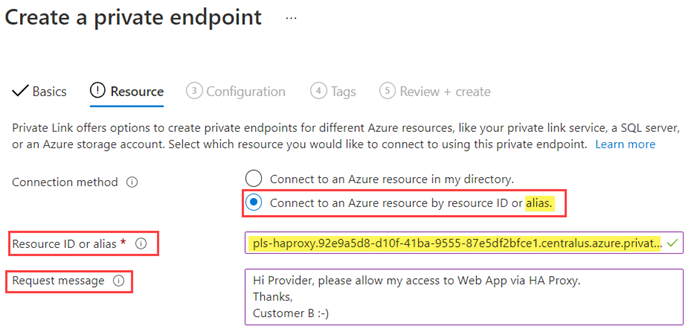 Create a private endpoint ...
Basics
1 Resource
3 Configuration
4 Tags
5 Review + create
Private Link offers options to create private endpoints for different Azure resources, like your private link service, a SQL server,
or an Azure storage account. Select which resource you would like to connect to using this private endpoint. Learn more
Connection method
Connect to an Azure resource in my directory.
Connect to an Azure resource by resource ID or alias.
Resource ID or alias *
pls-haproxy.92e9a5d8-d10f-41ba-9555-87e5df2bfce1.centralus.azure.privat...
Request message
Hi Provider, please allow my access to Web App via HA Proxy.
Thanks,
Customer B :-)